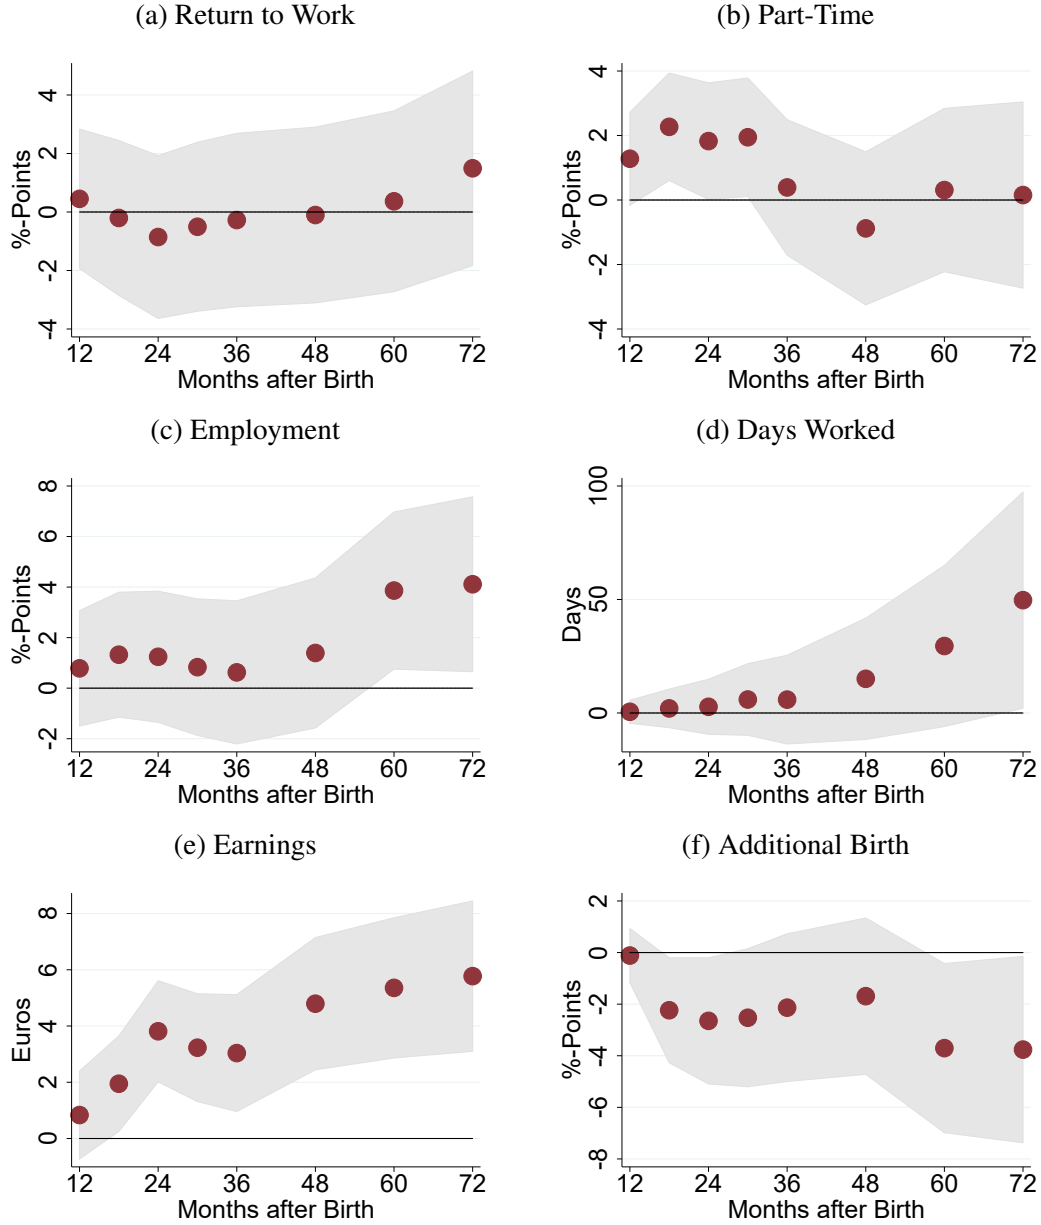 (a) Return to Work
%-Points
4
2
0
-2
-4
12 24 36 48 60 72
Months after Birth
(b) Part-Time
%-Points
4
2
0
-2
-4
12 24 36 48 60 72
Months after Birth
(c) Employment
%-Points
8
6
4
2
0
-2
12 24 36 48 60 72
Months after Birth
(d) Days Worked
Days
100
50
0
12 24 36 48 60 72
Months after Birth
(e) Earnings
Euros
8
6
4
2
0
12 24 36 48 60 72
Months after Birth
(f) Additional Birth
%-Points
2
0
-2
-4
-6
-8
12 24 36 48 60 72
Months after Birth